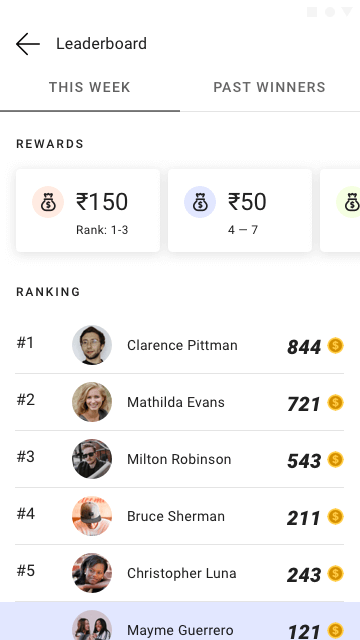 Leaderboard
THIS WEEK PAST WINNERS
REWARDS
₹150 ₹50
Rank: 1-3 4 — 7
RANKING
#1 Clarence Pittman 844
#2 Mathilda Evans 721
#3 Milton Robinson 543
#4 Bruce Sherman 211
#5 Christopher Luna 243
Mayme Guerrero 121